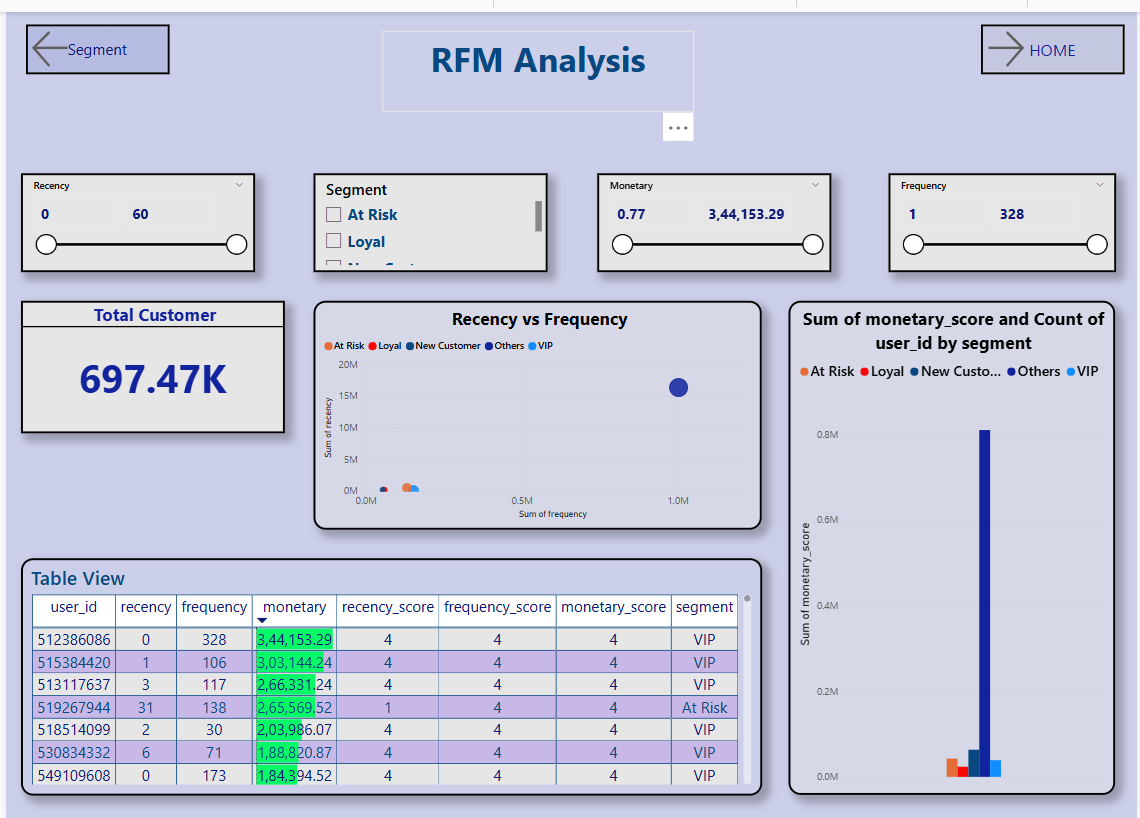 Segment
RFM Analysis
HOME
...
Recency
0 60
Segment
At Risk
Loyal
Monetary
0.77 3,44,153.29
Frequency
1 328
Total Customer
697.47K
Recency vs Frequency
At Risk Loyal New Customer Others VIP
20M
15M
10M
5M
0M
Sum of recency
0.0M 0.5M 1.0M
Sum of frequency
Sum of monetary_score and Count of
user_id by segment
At Risk Loyal New Custo... Others VIP
0.8M
0.6M
0.4M
0.2M
0.0M
Sum of monetary_score
Table View
user_id recency frequency monetary recency_score frequency_score monetary_score segment
512386086 0 328 3,44,153.29 4 4 4 VIP
515384420 1 106 3,03,144.24 4 4 4 VIP
513117637 3 117 2,66,331.24 4 4 4 VIP
519267944 31 138 2,65,569.52 1 4 4 At Risk
518514099 2 30 2,03,986.07 4 4 4 VIP
530834332 6 71 1,88,820.87 4 4 4 VIP
549109608 0 173 1,84,394.52 4 4 4 VIP